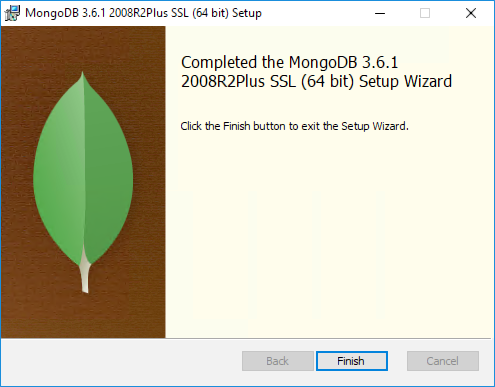 MongoDB 3.6.1 2008R2Plus SSL (64 bit) Setup
Completed the MongoDB 3.6.1
2008R2Plus SSL (64 bit) Setup Wizard
Click the Finish button to exit the Setup Wizard.
Back
Finish
Cancel